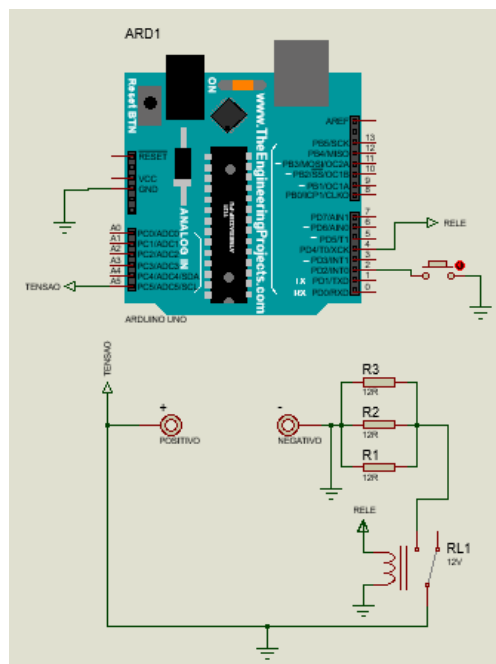 ARD1
Reset BTN
ON
www.TheEngineeringProjects.com
ANALOG IN
RESET
VCC
GND
A0 PC0/ADC0
A1 PC1/ADC1
A2 PC2/ADC2
A3 PC3/ADC3
A4 PC4/ADC4/SDA
A5 PC5/ADC5/SCL
AREF
PB5/SCK 13
PB4/MISO 12
~PB3/MOSI/OC2A 11
~PB2/SS/OC1B 10
~PB1/OC1A 9
PB0/ICP1/CLKO 8
PD7/AIN1 7
~PD6/AIN0 6
~PD5/T1 5
PD4/T0/XCK 4
~PD3/INT1 3
PD2/INT0 2
TX PD1/TXD 1
RX PD0/RXD 0
RELE
TENSAO
ARDUINO UNO
TENSAO
+
POSITIVO
-
NEGATIVO
R3
12R
R2
12R
R1
12R
RELE
RL1
12V